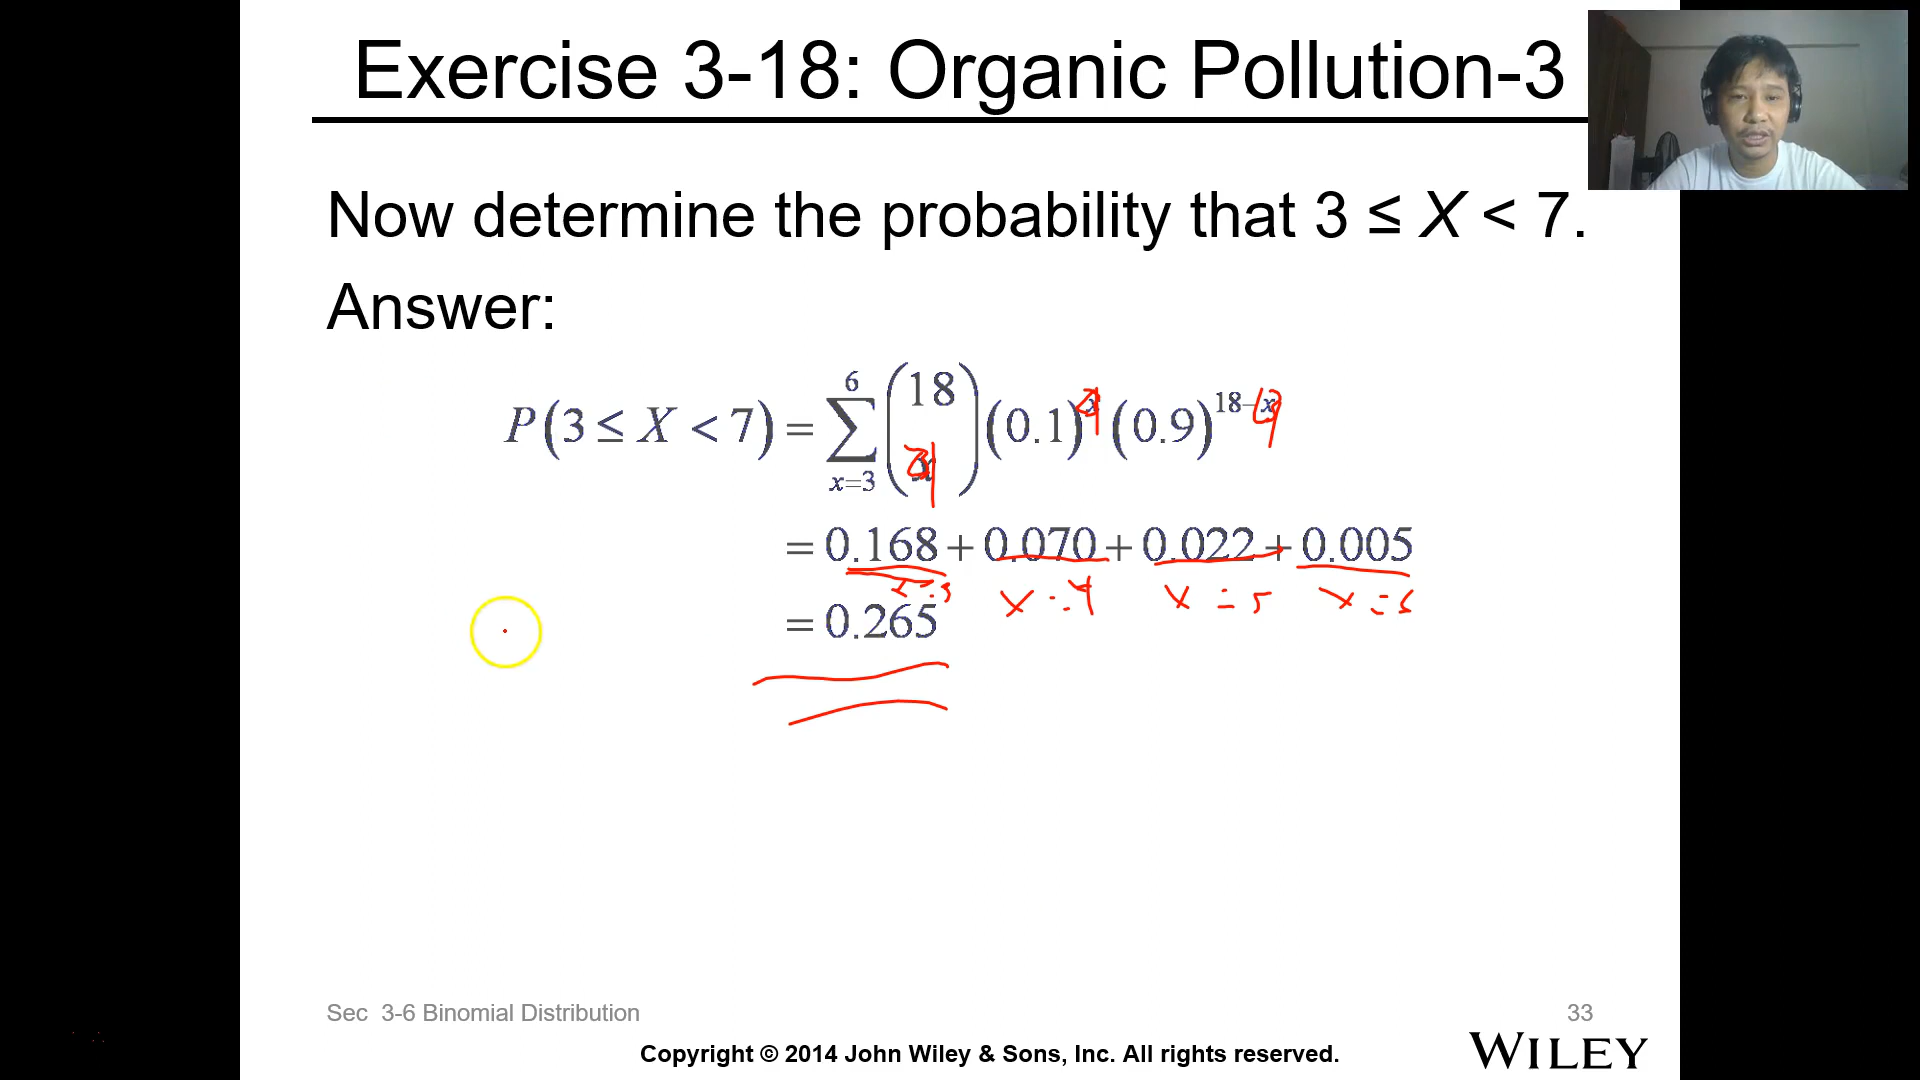 Exercise 3-18: Organic Pollution-3
Now determine the probability that 3 ≤ X < 7.
Answer:
P(3 ≤ X < 7) = ∑_{x=3}^{6} (18 x) (0.1)^x (0.9)^{18-x}
= 0.168 + 0.070 + 0.022 + 0.005
x=3 x=4 x=5 x=6
= 0.265
Sec 3-6 Binomial Distribution
33
Copyright © 2014 John Wiley & Sons, Inc. All rights reserved.
WILEY